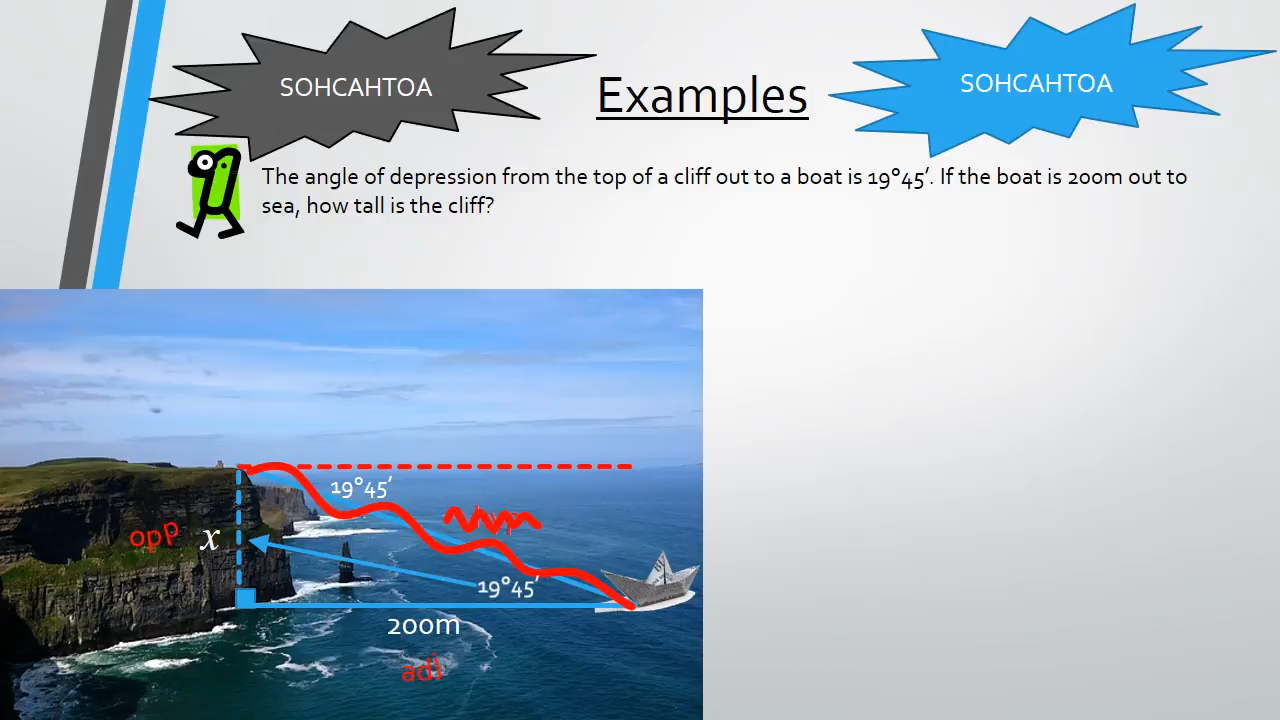 SOHCAHTOA
Examples
SOHCAHTOA
The angle of depression from the top of a cliff out to a boat is 19°45′. If the boat is 200m out to
sea, how tall is the cliff?
19°45′
opp x
19°45′
200m
adj